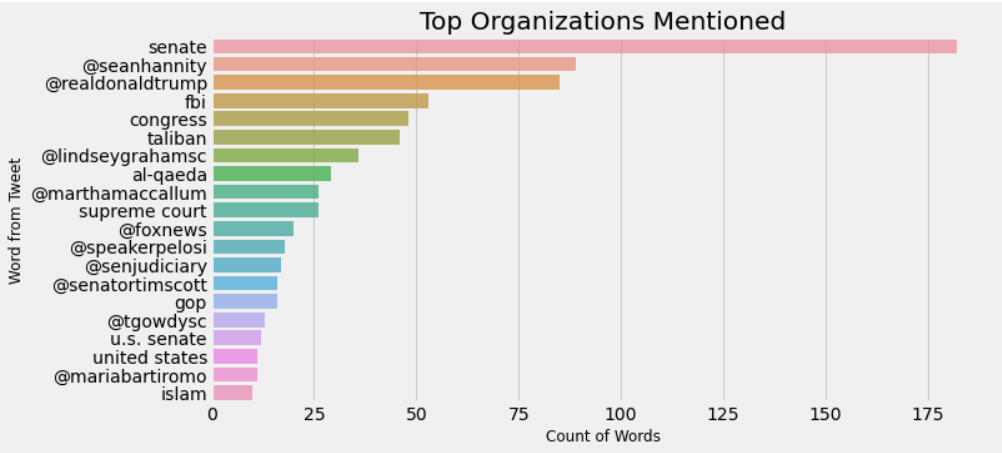 Top Organizations Mentioned
Word from Tweet
senate
@seanhannity
@realdonaldtrump
fbi
congress
taliban
@lindseygrahamsc
al-qaeda
@marthamaccallum
supreme court
@foxnews
@speakerpelosi
@senjudiciary
@senatortimscott
gop
@tgowdysc
u.s. senate
united states
@mariabartiromo
islam
0 25 50 75 100 125 150 175
Count of Words